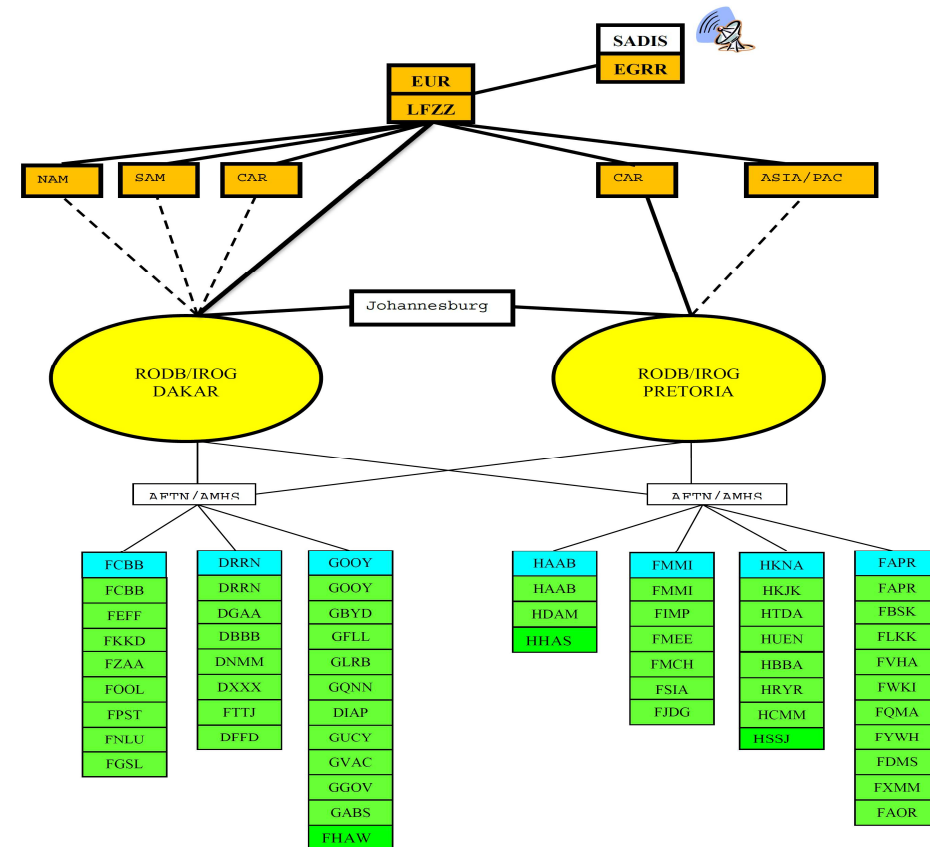 SADIS
EGRR
EUR
LFZZ
NAM
SAM
CAR
CAR
ASIA/PAC
Johannesburg
RODB/IROG
DAKAR
RODB/IROG
PRETORIA
AFTN/AMHS
AFTN/AMHS
FCBB
FCBB
FEFF
FKKD
FZAA
FOOL
FPST
FNLU
FGSL
DRRN
DRRN
DGAA
DBBB
DNMM
DXXX
FTTJ
DFFD
GOOY
GOOY
GBYD
GFLL
GLRB
GQNN
DIAP
GUCY
GVAC
GGOV
GABS
FHAW
HAAB
HAAB
HDAM
HHAS
FMMI
FMMI
FIMP
FMEE
FMCH
FSIA
FJDG
HKNA
HKJK
HTDA
HUEN
HBBA
HRYR
HCMM
HSSJ
FAPR
FAPR
FBSK
FLKK
FVHA
FWKI
FQMA
FYWH
FDMS
FXMM
FAOR